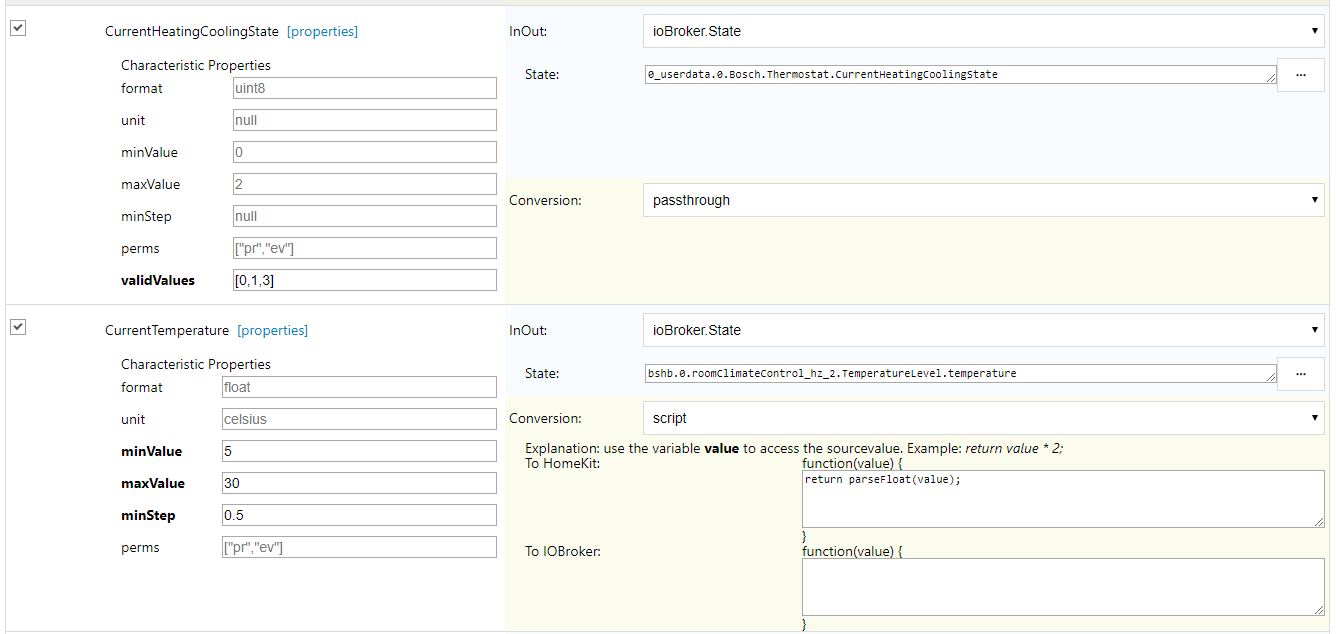 CurrentHeatingCoolingState [properties]
InOut:
ioBroker.State
Characteristic Properties
State:
0_userdata.0.Bosch.Thermostat.CurrentHeatingCoolingState
...
format
uint8
unit
null
minValue
0
maxValue
2
Conversion:
passthrough
minStep
null
perms
["pr","ev"]
validValues
[0,1,3]
CurrentTemperature [properties]
InOut:
ioBroker.State
Characteristic Properties
State:
bshb.0.roomClimateControl_hz_2.TemperatureLevel.temperature
...
format
float
unit
celsius
Conversion:
script
minValue
5
Explanation: use the variable value to access the sourcevalue. Example: return value * 2;
To HomeKit:
function(value) {
return parseFloat(value);
}
maxValue
30
minStep
0.5
perms
["pr","ev"]
To IOBroker:
function(value) {
}